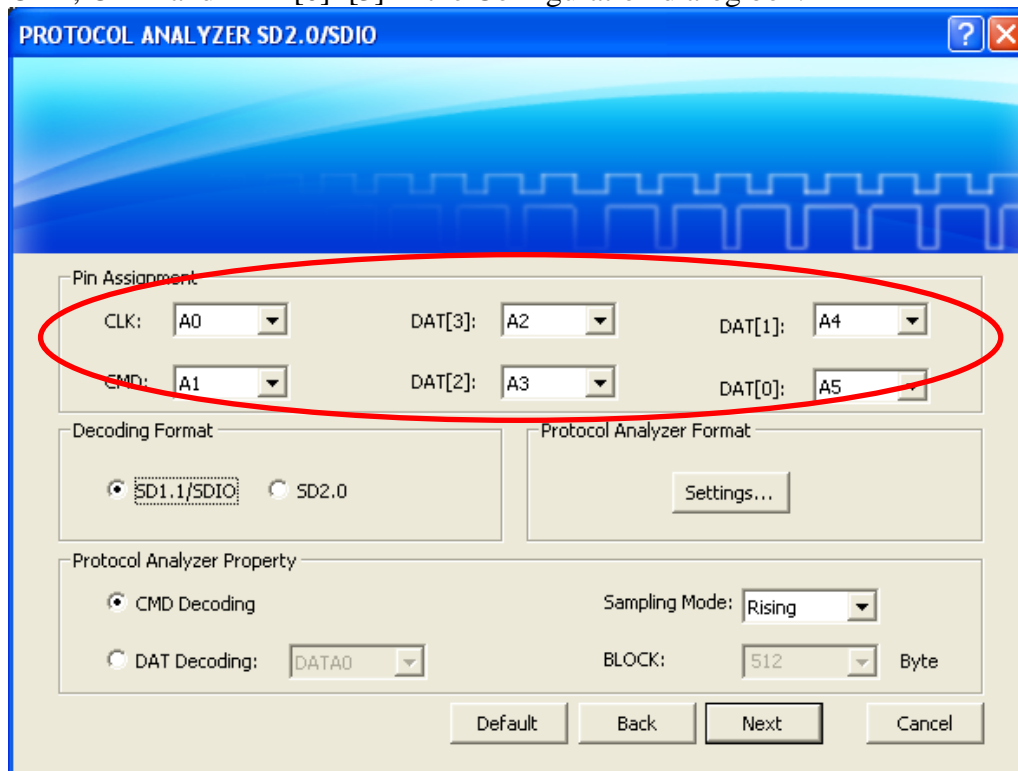 PROTOCOL ANALYZER SD2.0/SDIO
Pin Assignment
CLK: A0 DAT[3]: A2 DAT[1]: A4
CMD: A1 DAT[2]: A3 DAT[0]: A5
Decoding Format Protocol Analyzer Format
SD1.1/SDIO SD2.0 Settings...
Protocol Analyzer Property
CMD Decoding Sampling Mode: Rising
DAT Decoding: DATA0 BLOCK: 512 Byte
Default Back Next Cancel